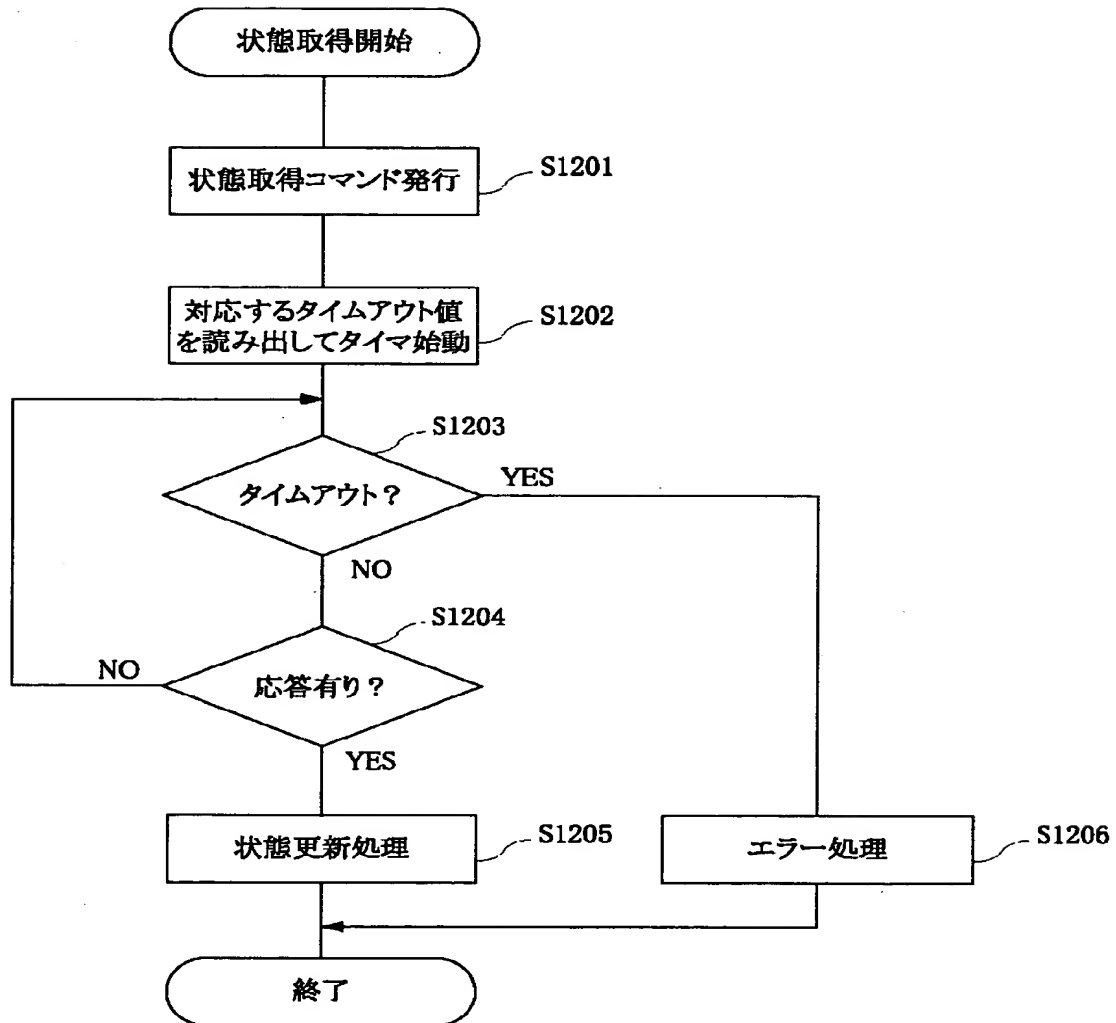 状態取得開始
状態取得コマンド発行
S1201
対応するタイムアウト値
を読み出してタイマ始動
S1202
S1203
タイムアウト?
YES
NO
S1204
応答有り?
NO
YES
状態更新処理
S1205
エラー処理
S1206
終了